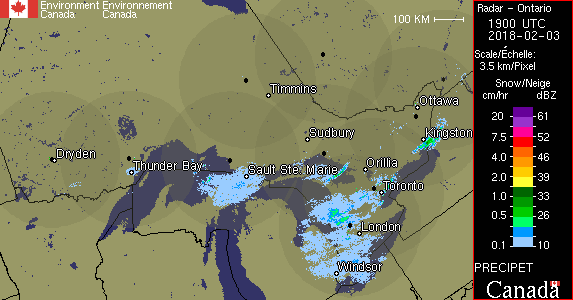 Environment Environnement
Canada Canada
100 KM
Timmins
Ottawa
Sudbury
Kingston
Dryden
Thunder Bay
Sault Ste. Marie
Orillia
Toronto
London
Windsor
Radar - Ontario
1900 UTC
2018-02-03
Scale/Échelle:
3.5 km/Pixel
Snow/Neige
cm/hr dBZ
20 61
7.5 52
4.0 46
2.0 39
1.0 33
0.5 26
0.1 10
PRECIPET
Canada